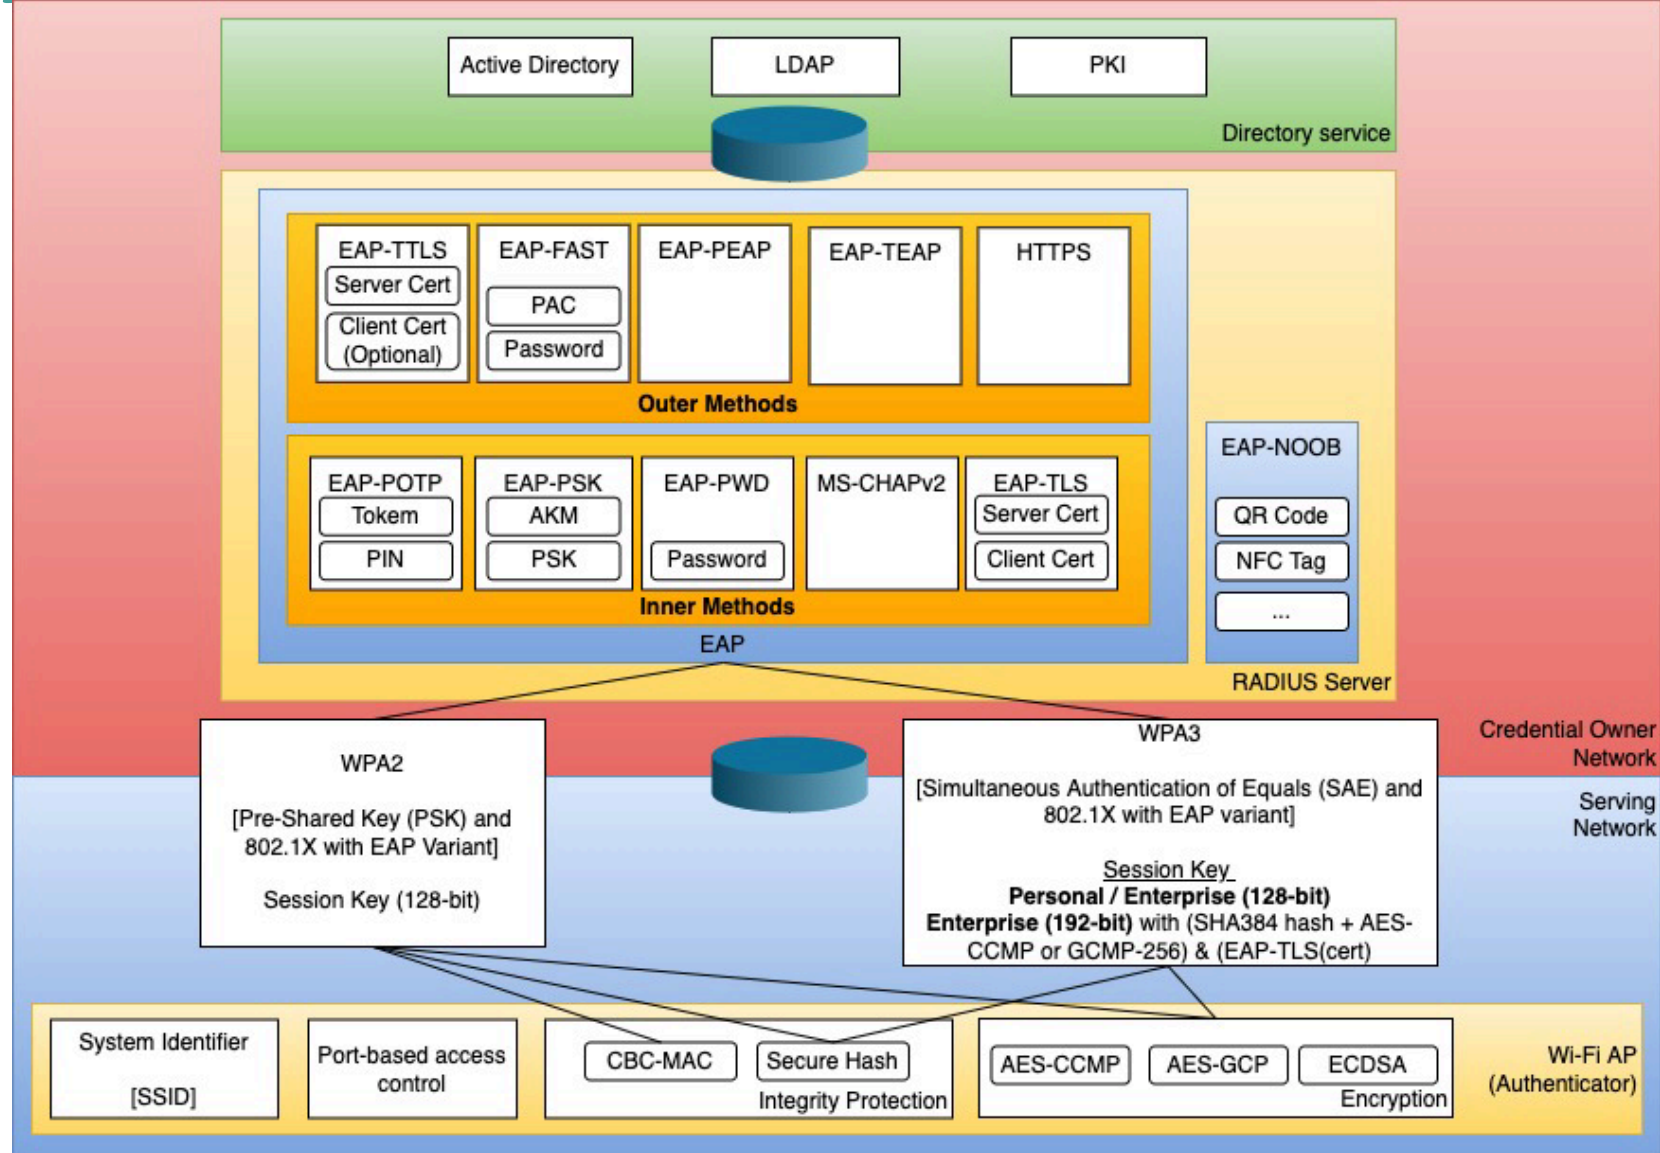 Active Directory
LDAP
PKI
Directory service
EAP-TTLS
Server Cert
Client Cert
(Optional)
EAP-FAST
PAC
Password
EAP-PEAP
EAP-TEAP
HTTPS
Outer Methods
EAP-POTP
Tokem
PIN
EAP-PSK
AKM
PSK
EAP-PWD
Password
MS-CHAPv2
EAP-TLS
Server Cert
Client Cert
Inner Methods
EAP
EAP-NOOB
QR Code
NFC Tag
...
RADIUS Server
Credential Owner
Network
Serving
Network
WPA2
[Pre-Shared Key (PSK) and
802.1X with EAP Variant]
Session Key (128-bit)
WPA3
[Simultaneous Authentication of Equals (SAE) and
802.1X with EAP variant]
Session Key
Personal / Enterprise (128-bit)
Enterprise (192-bit) with (SHA384 hash + AES-
CCMP or GCMP-256) & (EAP-TLS(cert)
System Identifier
[SSID]
Port-based access
control
CBC-MAC
Secure Hash
Integrity Protection
AES-CCMP
AES-GCP
ECDSA
Encryption
Wi-Fi AP
(Authenticator)